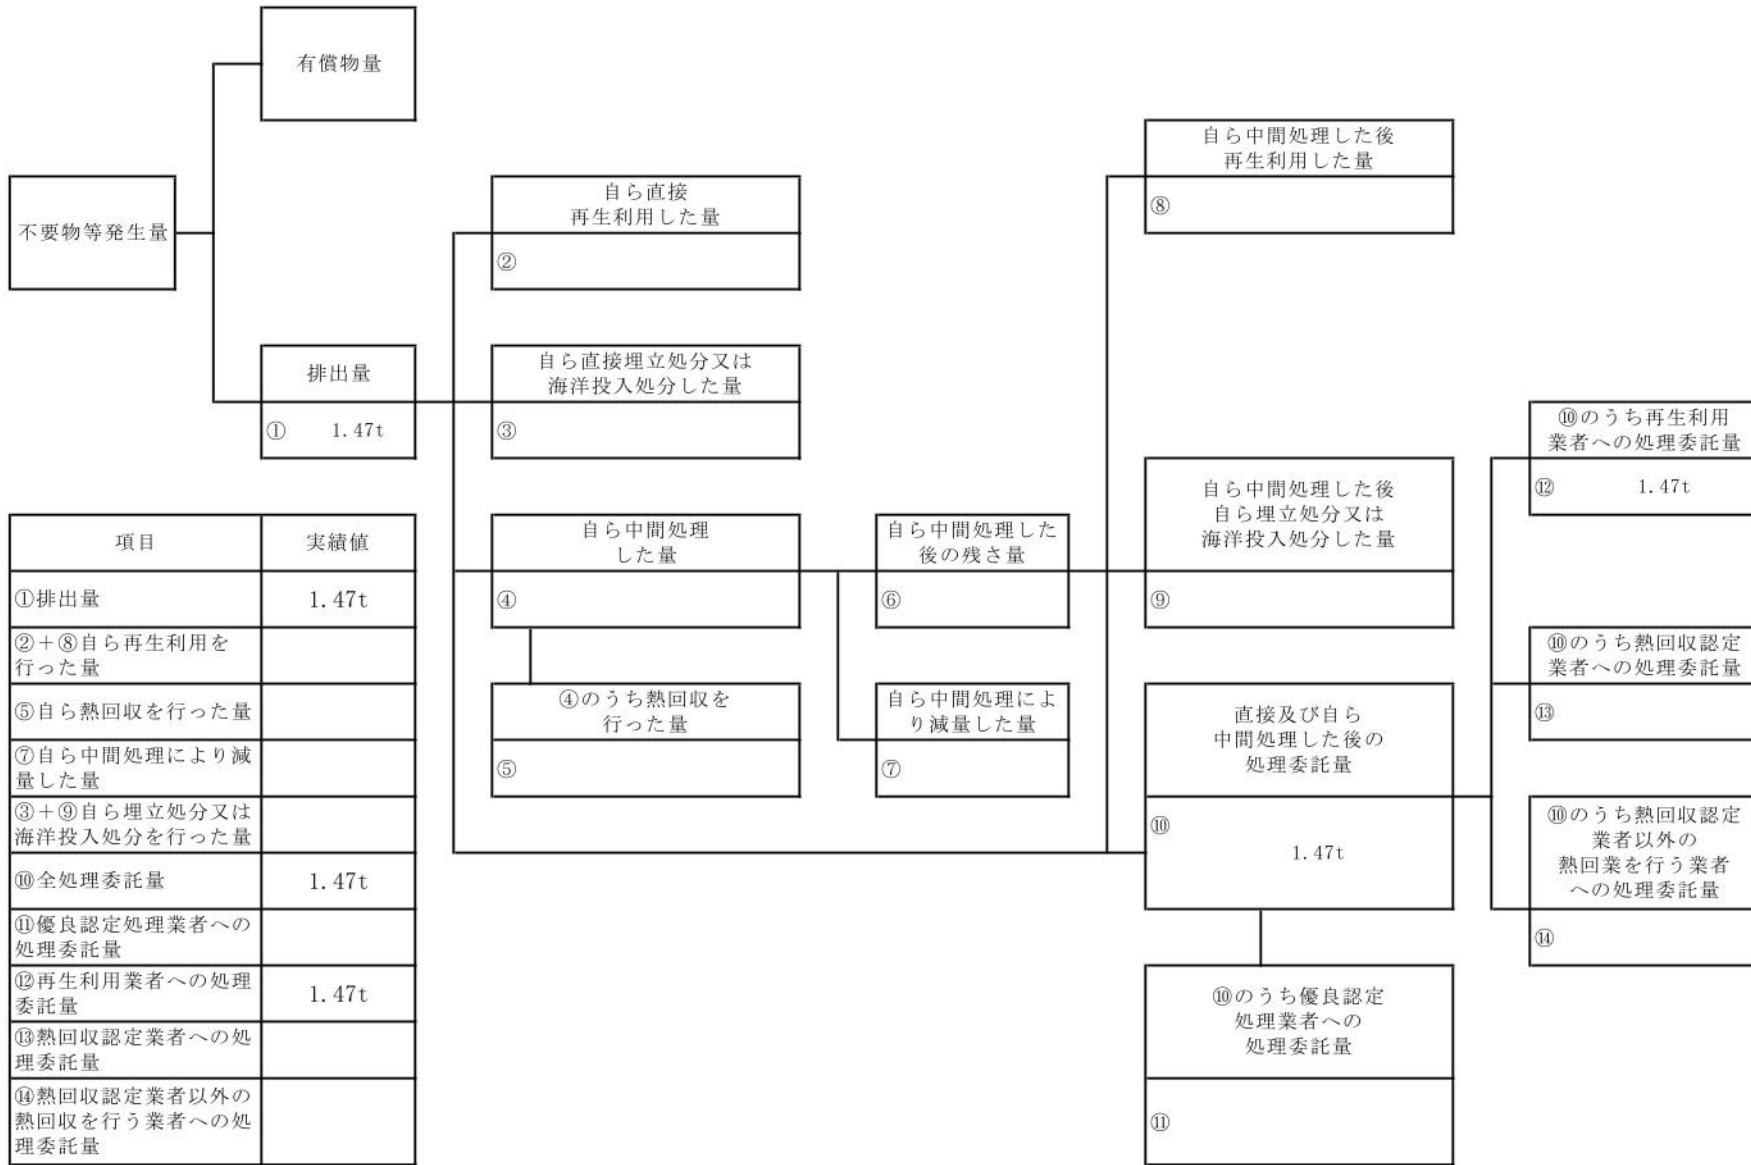 有償物量
不要物等発生量
排出量
① 1.47t
自ら直接
再生利用した量
②
自ら直接埋立処分又は
海洋投入処分した量
③
自ら中間処理
した量
④
④のうち熱回収を
行った量
⑤
自ら中間処理した
後の残さ量
⑥
自ら中間処理によ
り減量した量
⑦
自ら中間処理した後
再生利用した量
⑧
自ら中間処理した後
自ら埋立処分又は
海洋投入処分した量
⑨
直接及び自ら
中間処理した後の
処理委託量
⑩
1.47t
⑩のうち優良認定
処理業者への
処理委託量
⑪
⑩のうち再生利用
業者への処理委託量
⑫ 1.47t
⑩のうち熱回収認定
業者への処理委託量
⑬
⑩のうち熱回収認定
業者以外の
熱回業を行う業者
への処理委託量
⑭
項目 実績値
①排出量 1.47t
②+⑧自ら再生利用を
行った量
⑤自ら熱回収を行った量
⑦自ら中間処理により減
量した量
③+⑨自ら埋立処分又は
海洋投入処分を行った量
⑩全処理委託量 1.47t
⑪優良認定処理業者への
処理委託量
⑫再生利用業者への処理
委託量 1.47t
⑬熱回収認定業者への処
理委託量
⑭熱回収認定業者以外の
熱回収を行う業者への処
理委託量